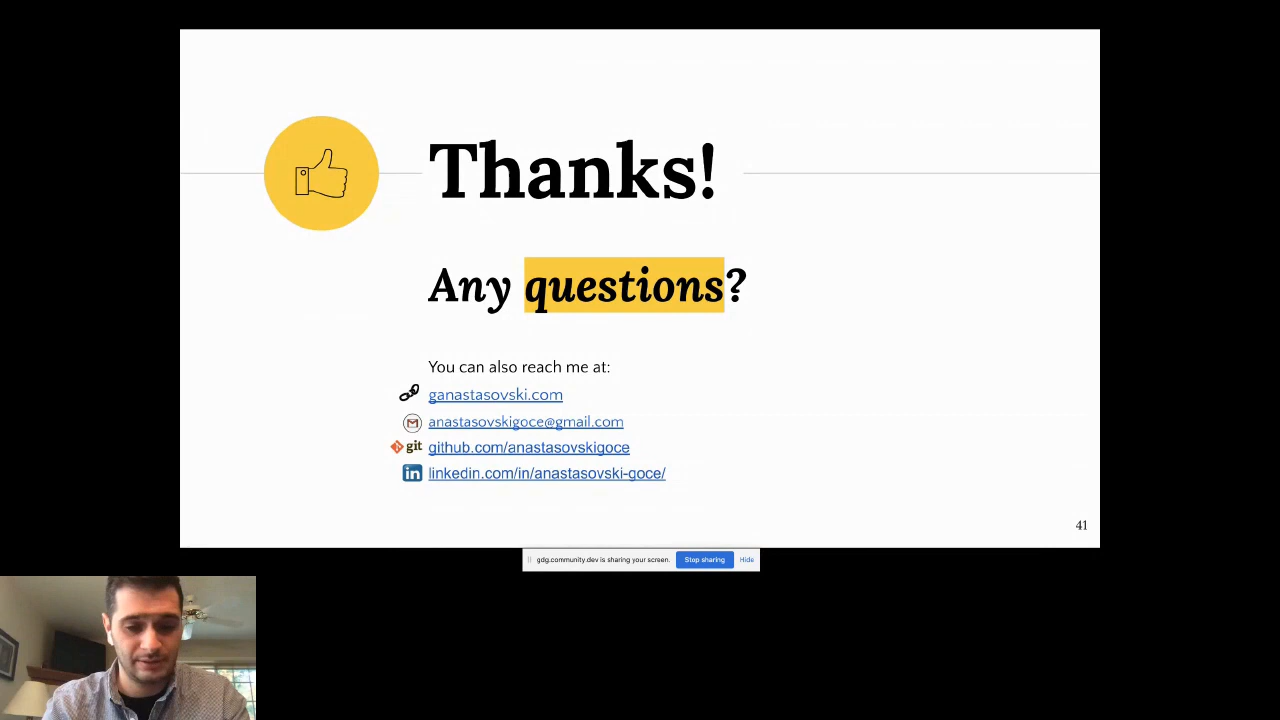 Thanks!
Any questions?
You can also reach me at:
ganastasovski.com
anastasovskigoce@gmail.com
git github.com/anastasovskigoce
in linkedin.com/in/anastasovski-goce/
41
gdg.community.dev is sharing your screen. Stop sharing Hide